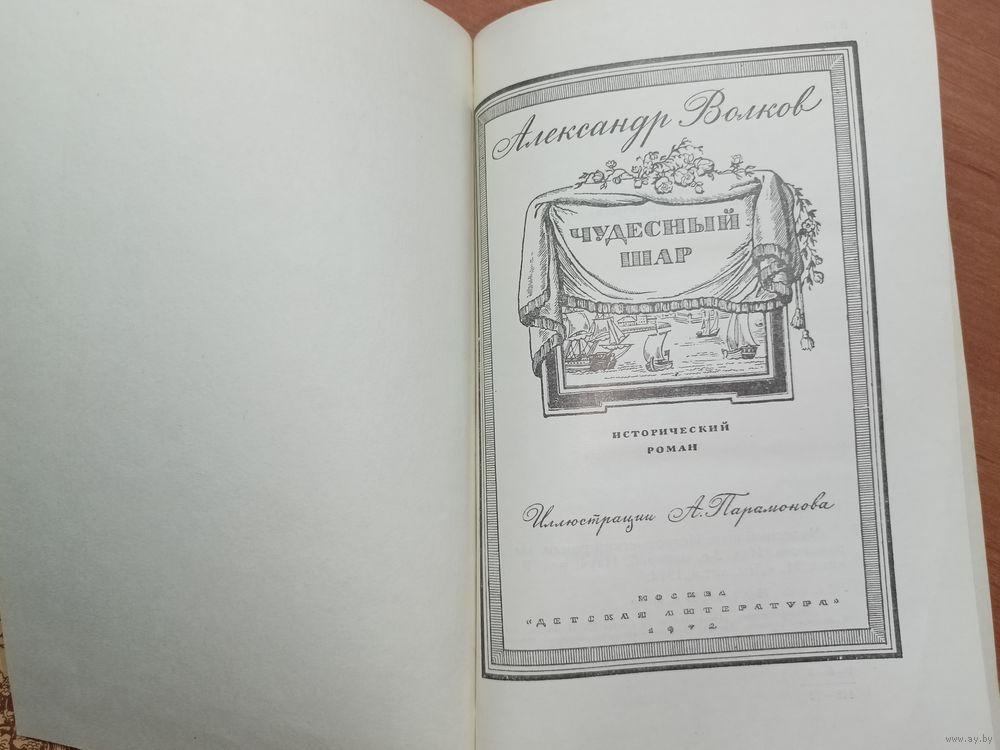 Александр Волков
ЧУДЕСНЫЙ
ШАР
ИСТОРИЧЕСКИЙ
РОМАН
Иллюстрации А. Парамонова
МОСКВА
«ДЕТСКАЯ ЛИТЕРАТУРА»
1972
www.ay.by